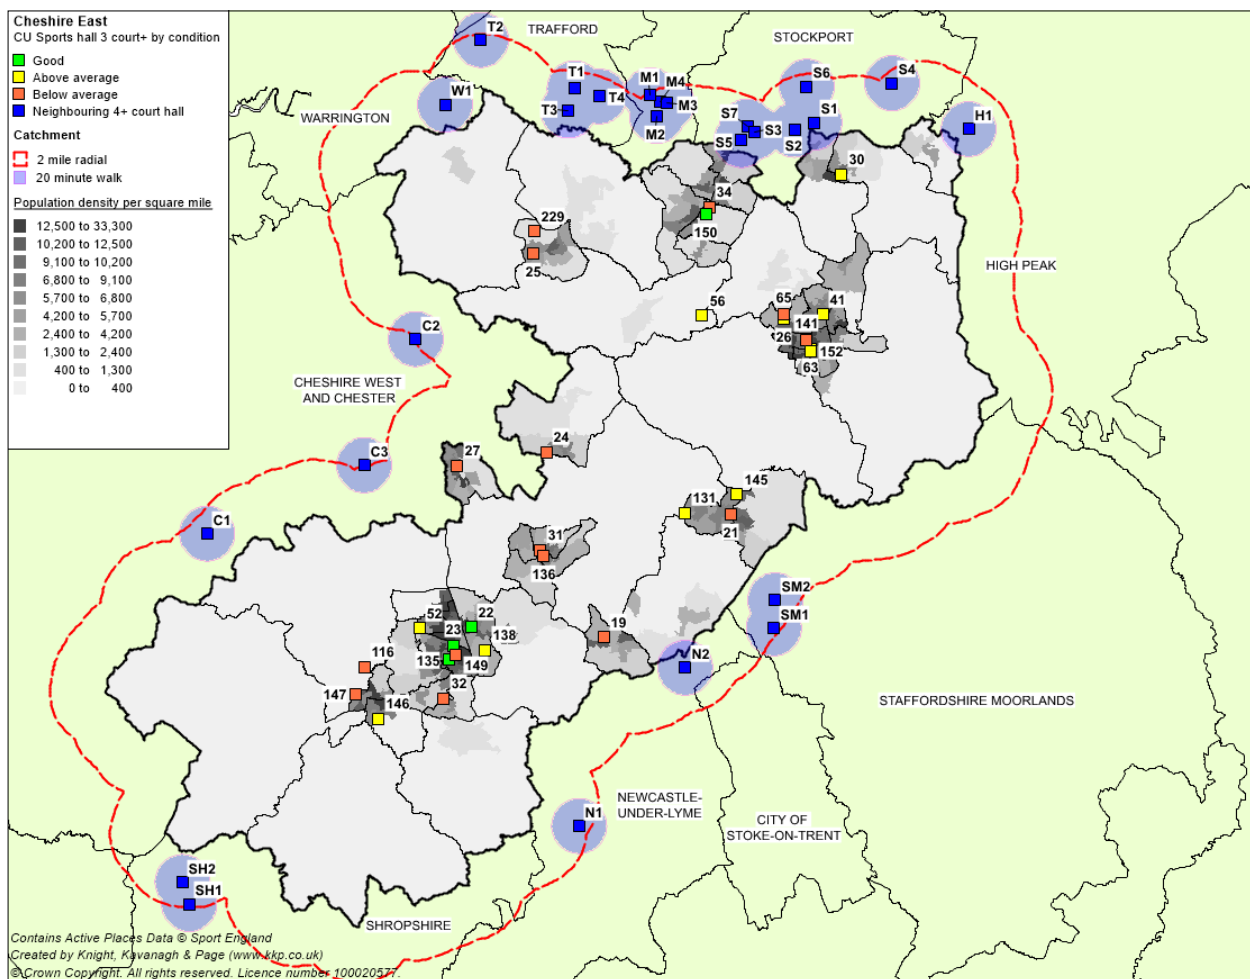 Cheshire East
CU Sports hall 3 court+ by condition
Good
Above average
Below average
Neighbouring 4+ court hall
Catchment
2 mile radial
20 minute walk
Population density per square mile
12,500 to 33,300
10,200 to 12,500
9,100 to 10,200
6,800 to 9,100
5,700 to 6,800
4,200 to 5,700
2,400 to 4,200
1,300 to 2,400
400 to 1,300
0 to 400
T2
TRAFFORD
STOCKPORT
T1
M1
M4
S6
S4
W1
T4
M3
T3
WARRINGTON
M2
S7
S3
S1
H1
S5
S2
30
34
229
150
25
HIGH PEAK
56
65
41
C2
141
26
152
63
CHESHIRE WEST
AND CHESTER
24
27
C3
145
131
C1
21
31
136
SM2
52
22
SM1
23
19
138
116
135
149
N2
147
32
146
STAFFORDSHIRE MOORLANDS
NEWCASTLE-
UNDER-LYME
N1
CITY OF
STOKE-ON-TRENT
SH2
SH1
SHROPSHIRE
Contains Active Places Data © Sport England
Created by Knight, Kavanagh & Page (www.kkp.co.uk)
© Crown Copyright. All rights reserved. Licence number 100020577.